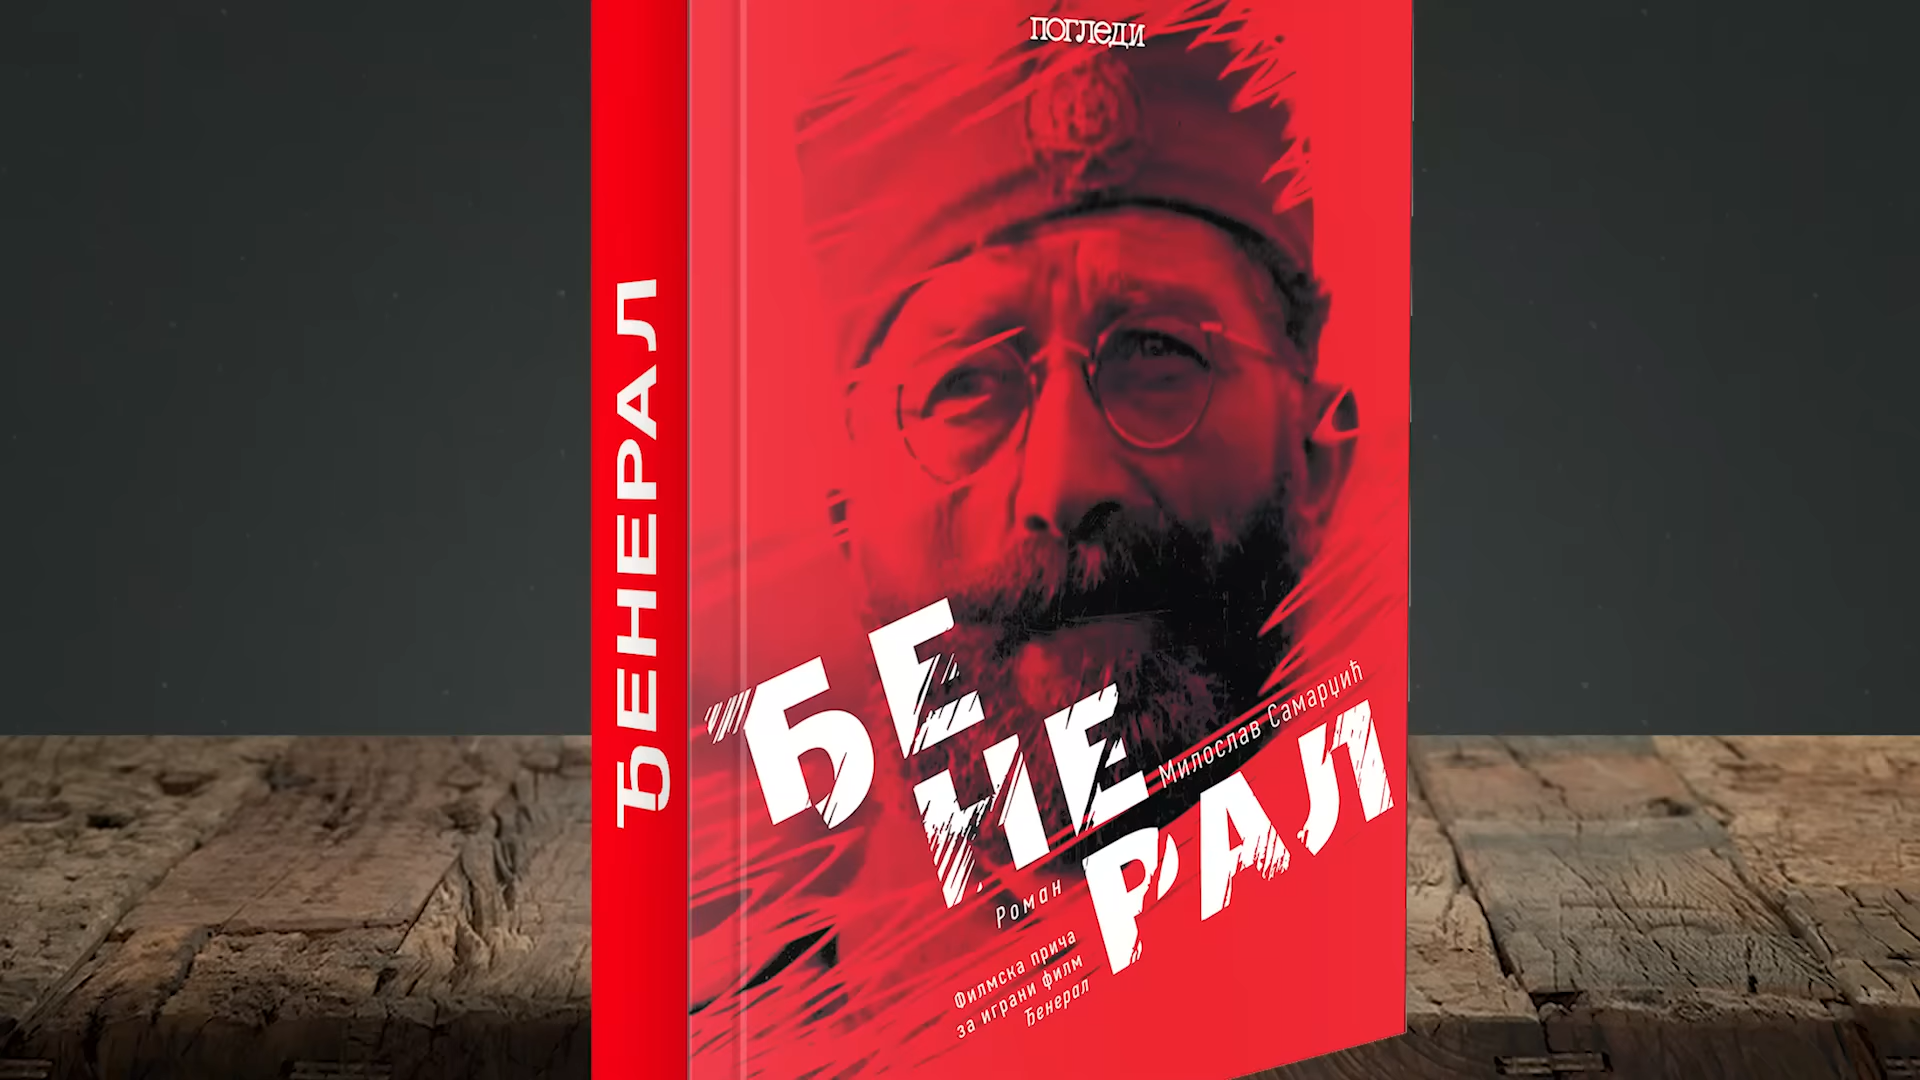 ЂЕНЕРАЛ
ПОГЛЕДИ
ЂЕ
НЕ
РАЛ
Милослав Самарџић
Роман
Филмска прича
за играни филм
Ђенерал